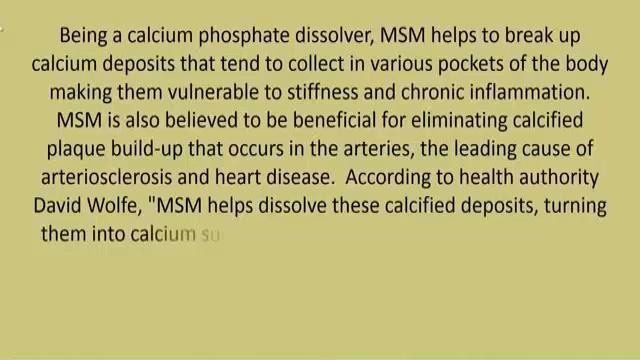 Being a calcium phosphate dissolver, MSM helps to break up
calcium deposits that tend to collect in various pockets of the body
making them vulnerable to stiffness and chronic inflammation.
MSM is also believed to be beneficial for eliminating calcified
plaque build-up that occurs in the arteries, the leading cause of
arteriosclerosis and heart disease.  According to health authority
David Wolfe, "MSM helps dissolve these calcified deposits, turning
them into calcium su